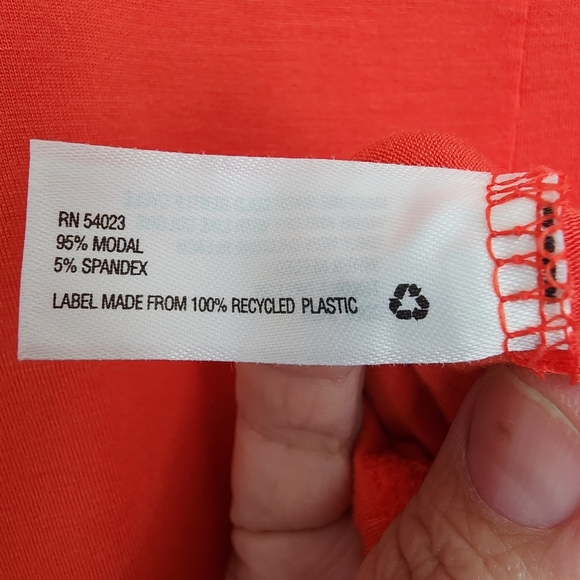 RN 54023
95% MODAL
5% SPANDEX
LABEL MADE FROM 100% RECYCLED PLASTIC